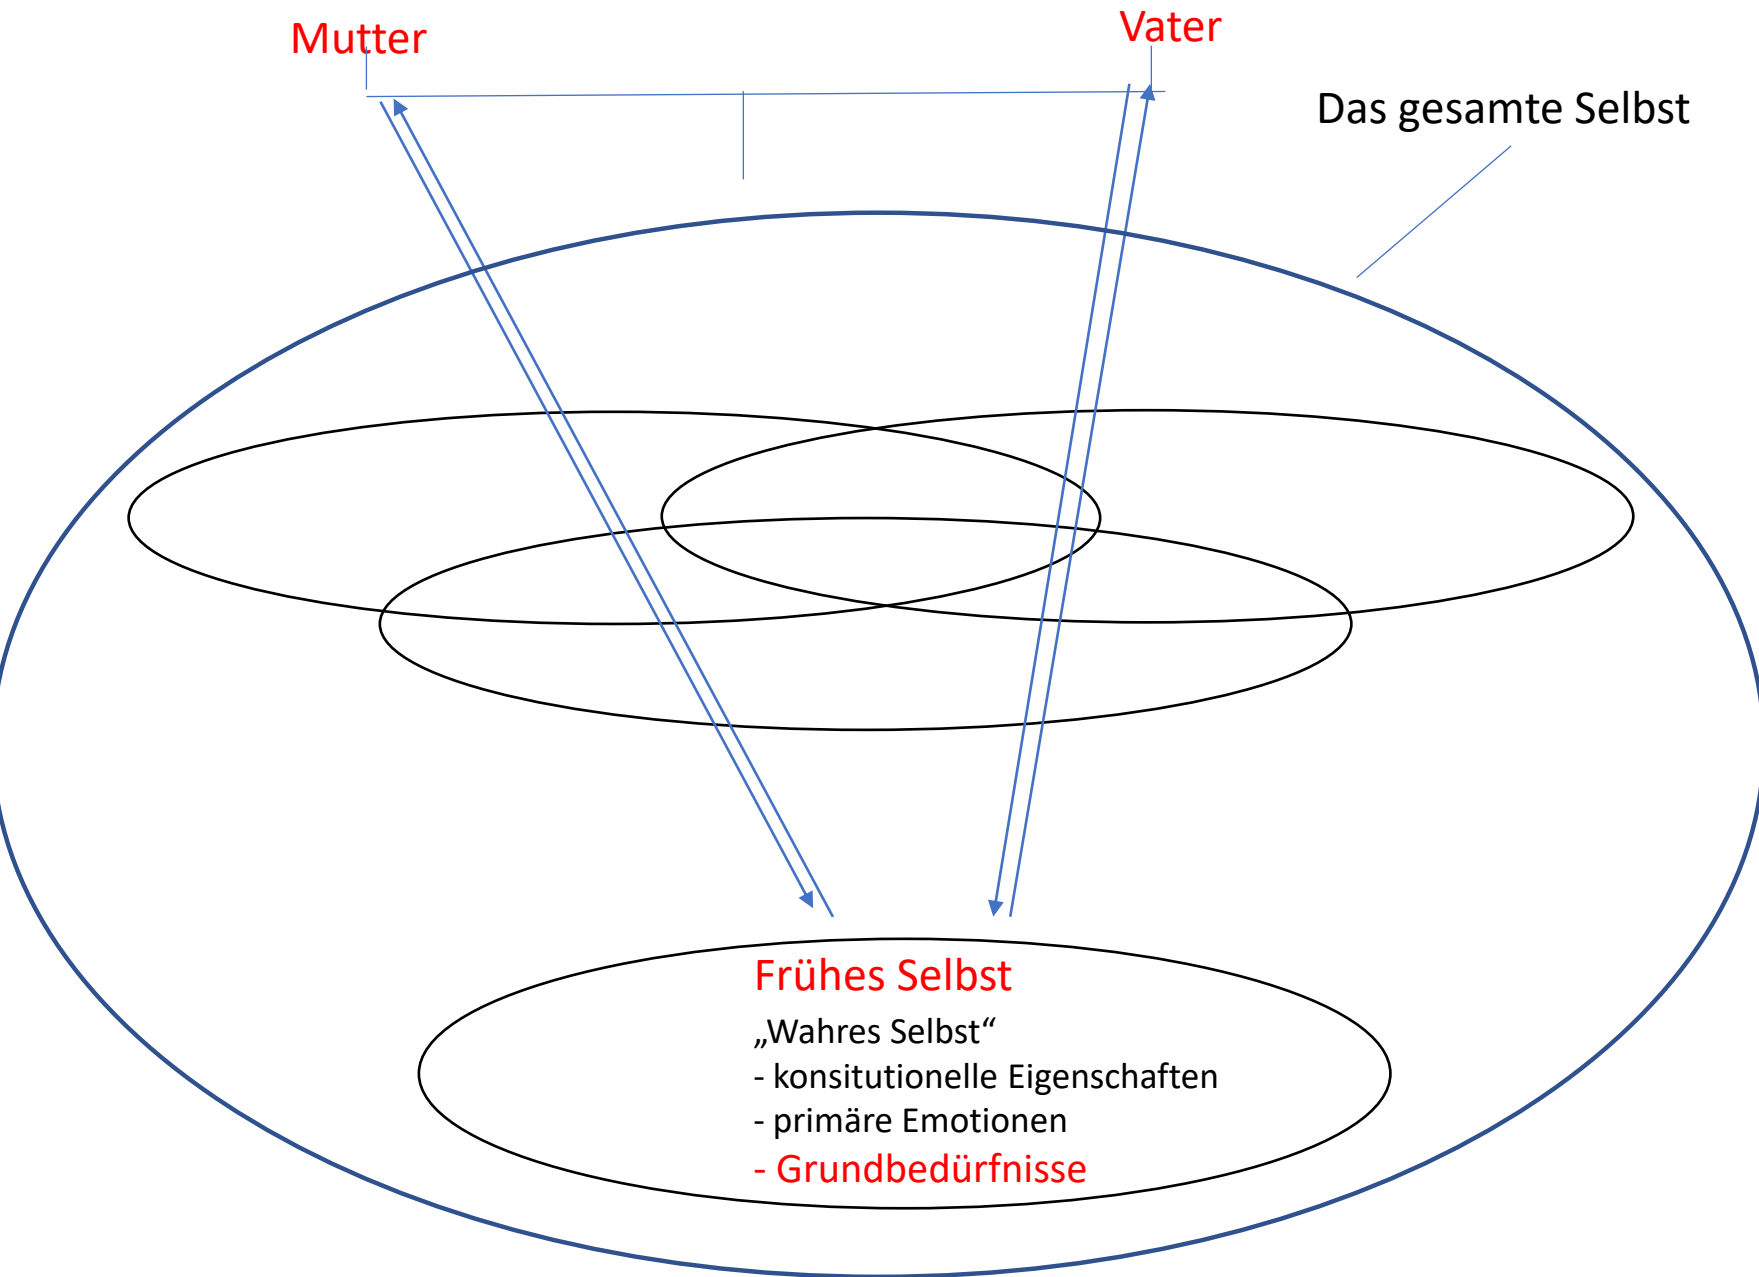 Mutter
Vater
Das gesamte Selbst
Frühes Selbst
„Wahres Selbst“
- konsitutionelle Eigenschaften
- primäre Emotionen
- Grundbedürfnisse